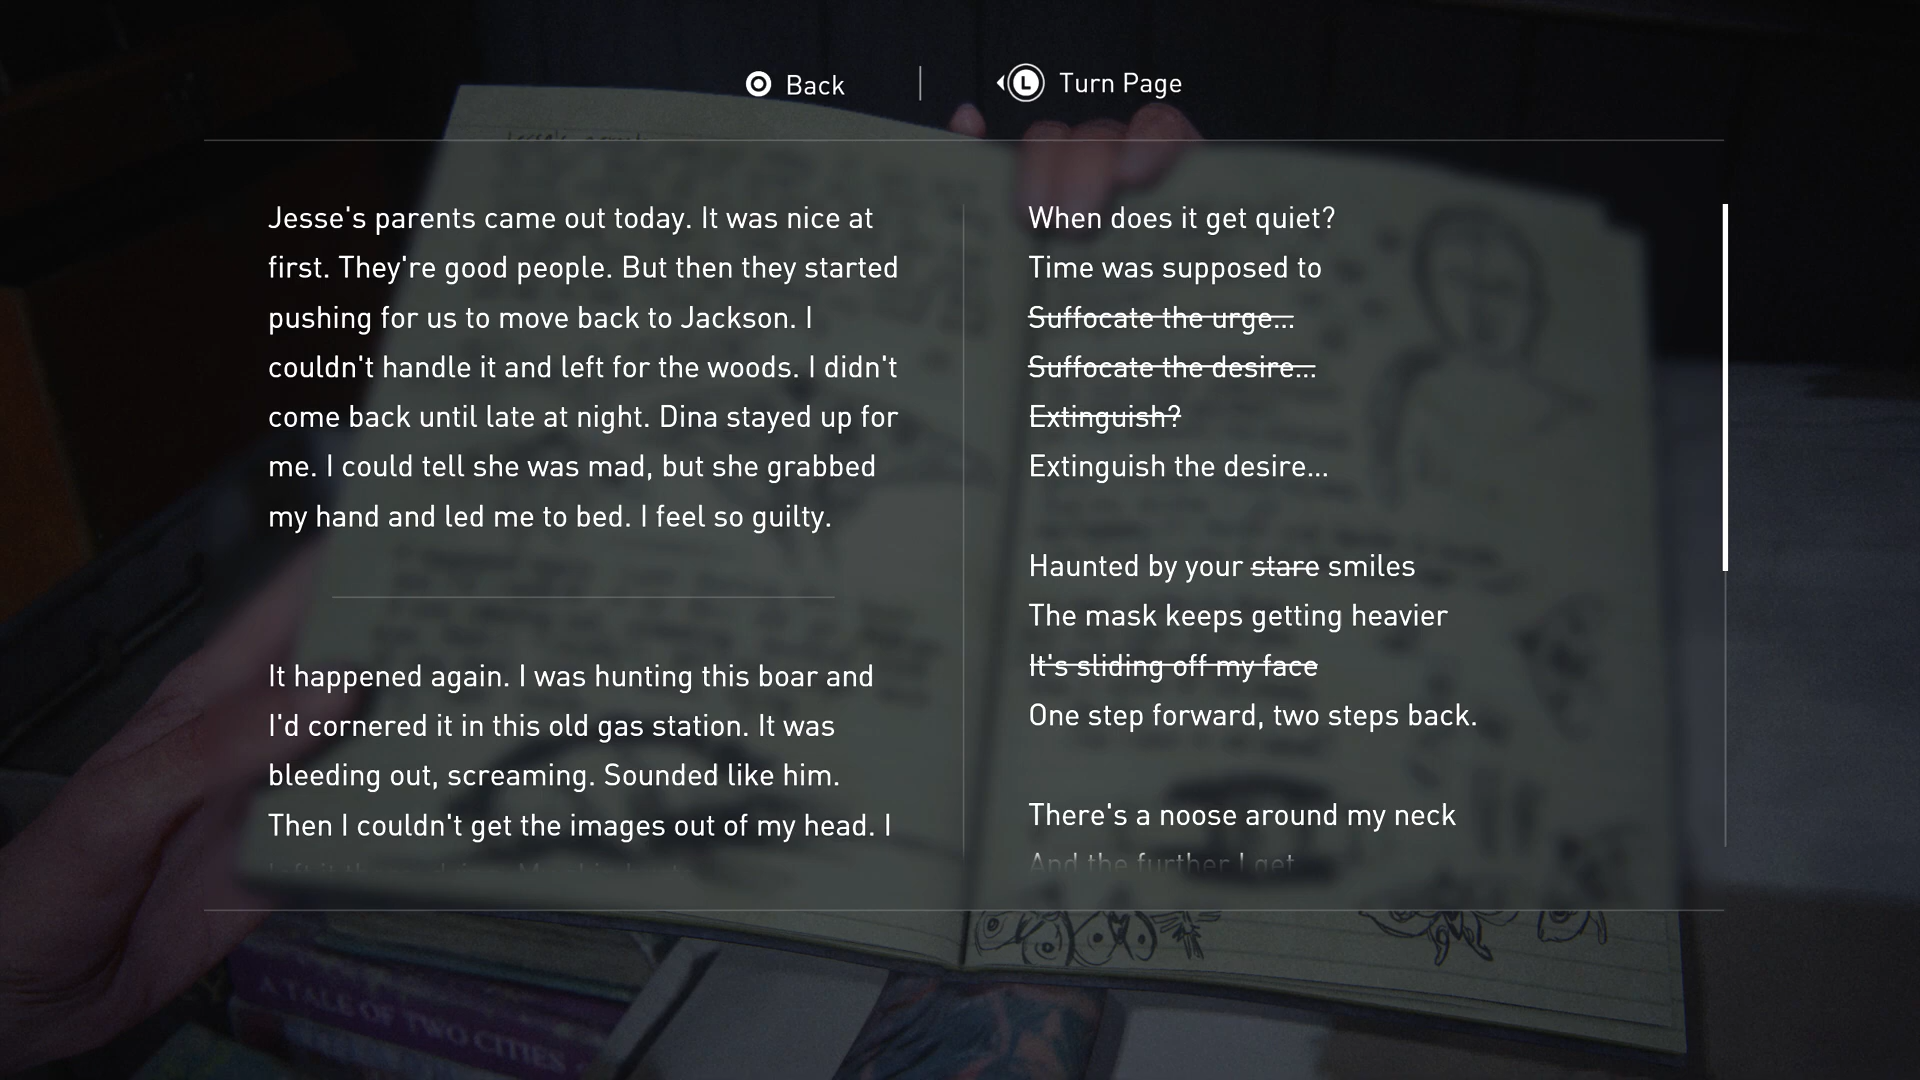 Back
L Turn Page
Jesse's parents came out today. It was nice at
first. They're good people. But then they started
pushing for us to move back to Jackson. I
couldn't handle it and left for the woods. I didn't
come back until late at night. Dina stayed up for
me. I could tell she was mad, but she grabbed
my hand and led me to bed. I feel so guilty.
It happened again. I was hunting this boar and
I'd cornered it in this old gas station. It was
bleeding out, screaming. Sounded like him.
Then I couldn't get the images out of my head. I
When does it get quiet?
Time was supposed to
Suffocate the urge...
Suffocate the desire...
Extinguish?
Extinguish the desire...
Haunted by your stare smiles
The mask keeps getting heavier
It's sliding off my face
One step forward, two steps back.
There's a noose around my neck
And the further I get
A TALE OF TWO CITIES